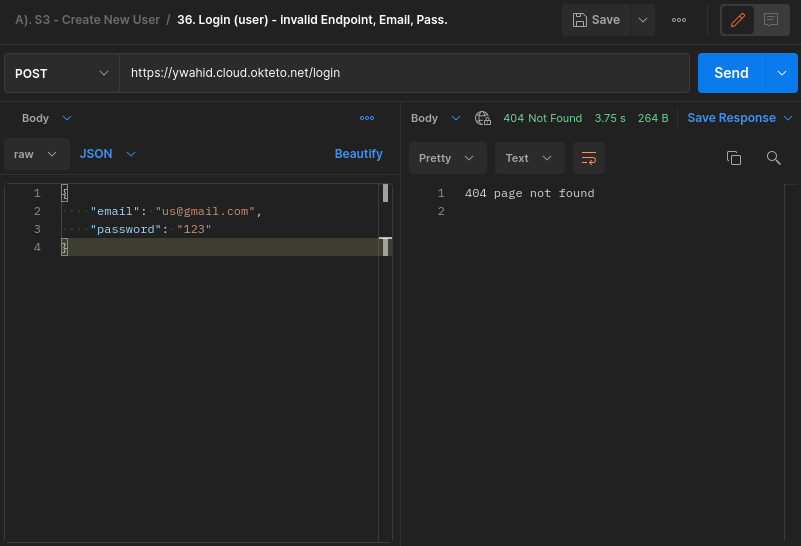 A). S3 - Create New User / 36. Login (user) - invalid Endpoint, Email, Pass.
Save
POST
https://ywahid.cloud.okteto.net/login
Send
Body
raw
JSON
Beautify
1 {
2 "email": "us@gmail.com",
3 "password": "123"
4 }
Body
404 Not Found 3.75 s 264 B
Save Response
Pretty
Text
1 404 page not found
2